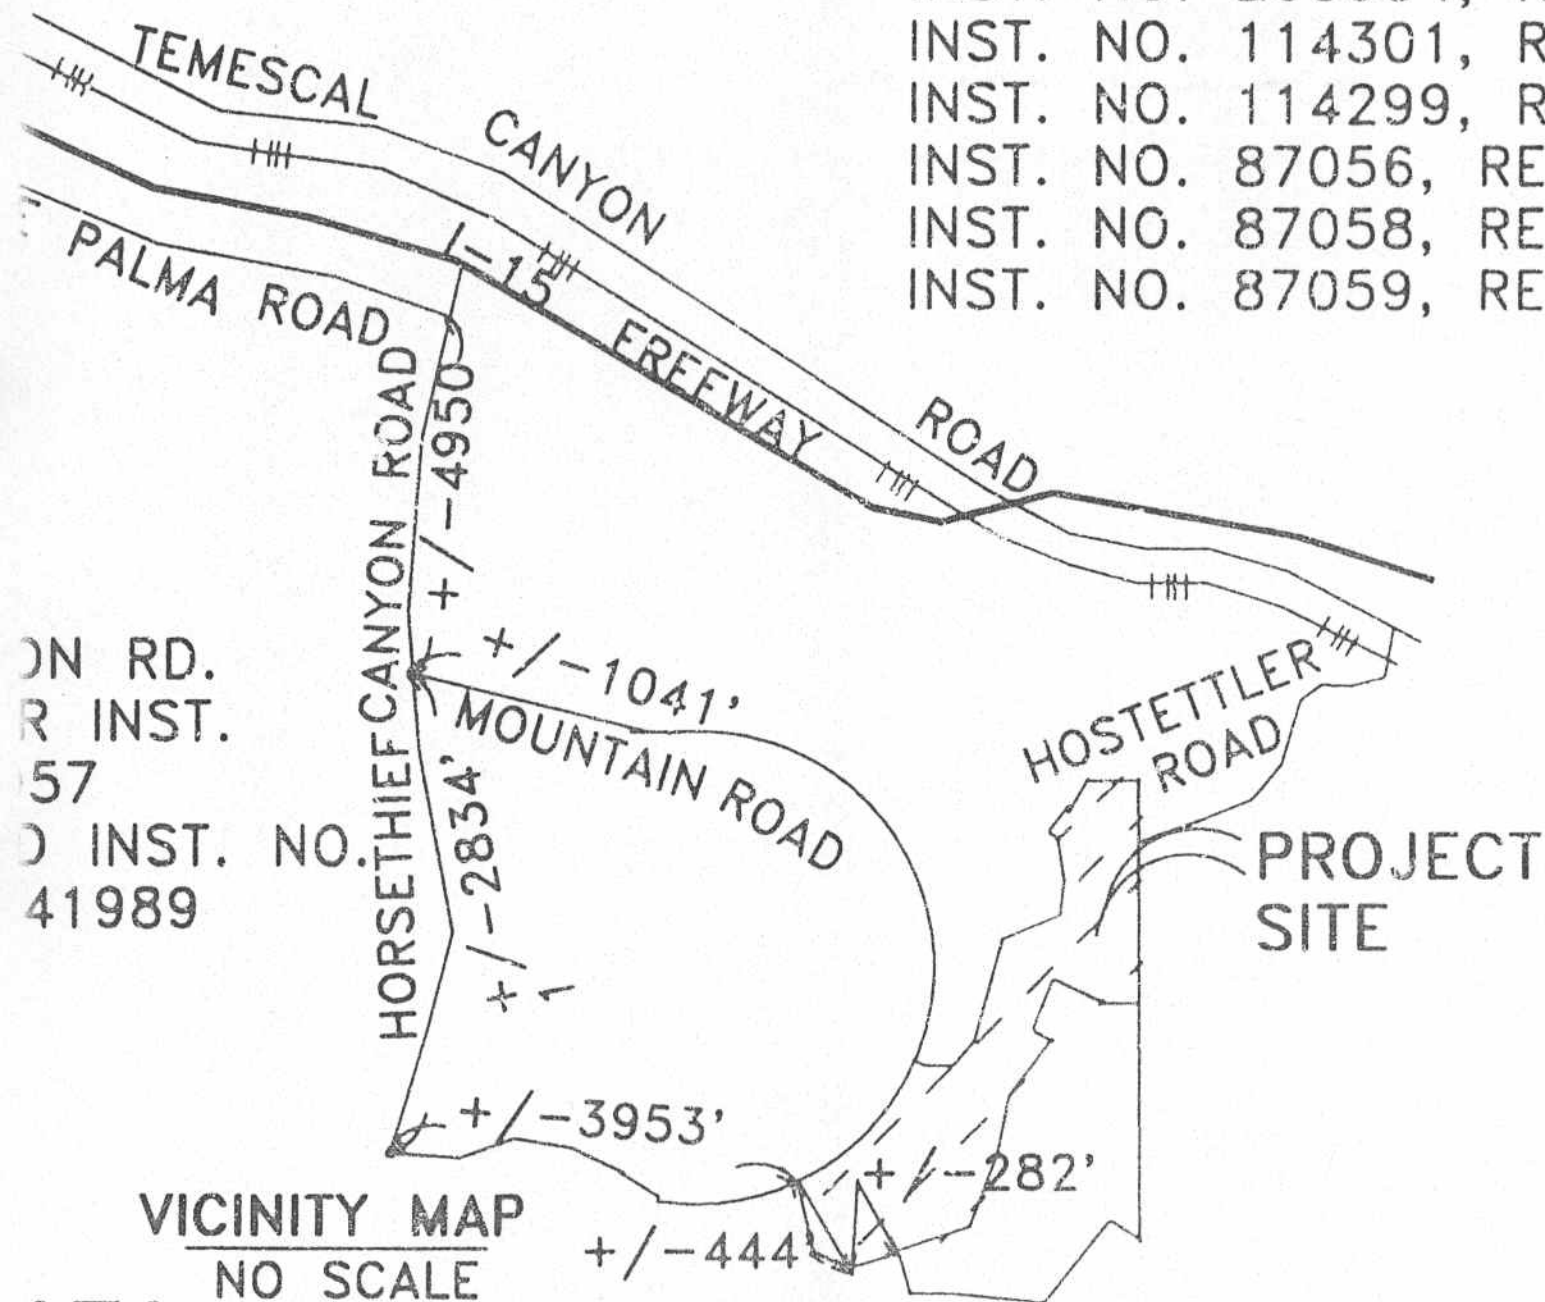 INST. NO. 114301, R
INST. NO. 114299, R
INST. NO. 87056, RE
INST. NO. 87058, RE
INST. NO. 87059, RE
TEMESCAL CANYON ROAD
I-15 FREEWAY
PALMA ROAD
HORSETHIEF CANYON ROAD
+/-4950'
+/-1041'
MOUNTAIN ROAD
+/-2834'
HOSTETTLER
ROAD
PROJECT
SITE
ON RD.
R INST.
57
INST. NO.
41989
+/-3953'
+/-282'
+/-444'
VICINITY MAP
NO SCALE